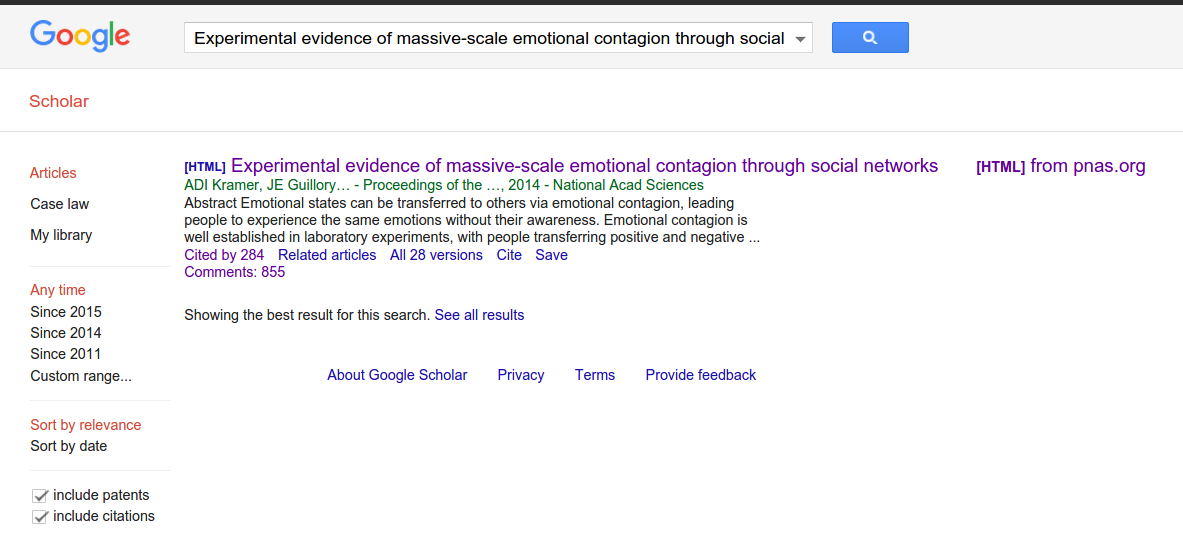 Google
Experimental evidence of massive-scale emotional contagion through social
Scholar
Articles
Case law
My library
Any time
Since 2015
Since 2014
Since 2011
Custom range...
Sort by relevance
Sort by date
include patents
include citations
[HTML] Experimental evidence of massive-scale emotional contagion through social networks
[HTML] from pnas.org
ADI Kramer, JE Guillory… - Proceedings of the …, 2014 - National Acad Sciences
Abstract Emotional states can be transferred to others via emotional contagion, leading
people to experience the same emotions without their awareness. Emotional contagion is
well established in laboratory experiments, with people transferring positive and negative ...
Cited by 284 Related articles All 28 versions Cite Save
Comments: 855
Showing the best result for this search. See all results
About Google Scholar Privacy Terms Provide feedback